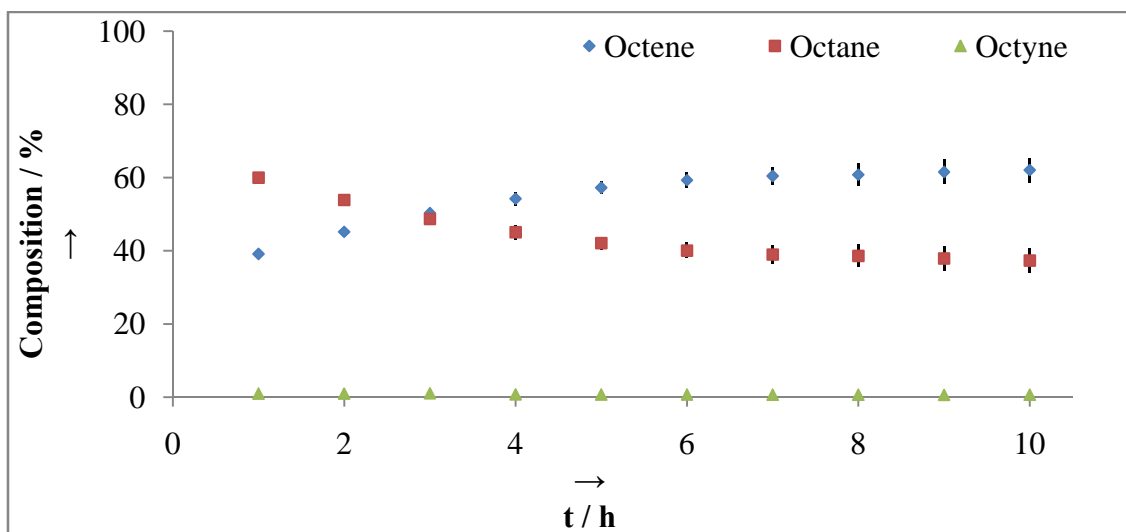 100
Octene Octane Octyne
80
60
40
20
0
Composition / %
→
0 2 4 6 8 10
→
t / h